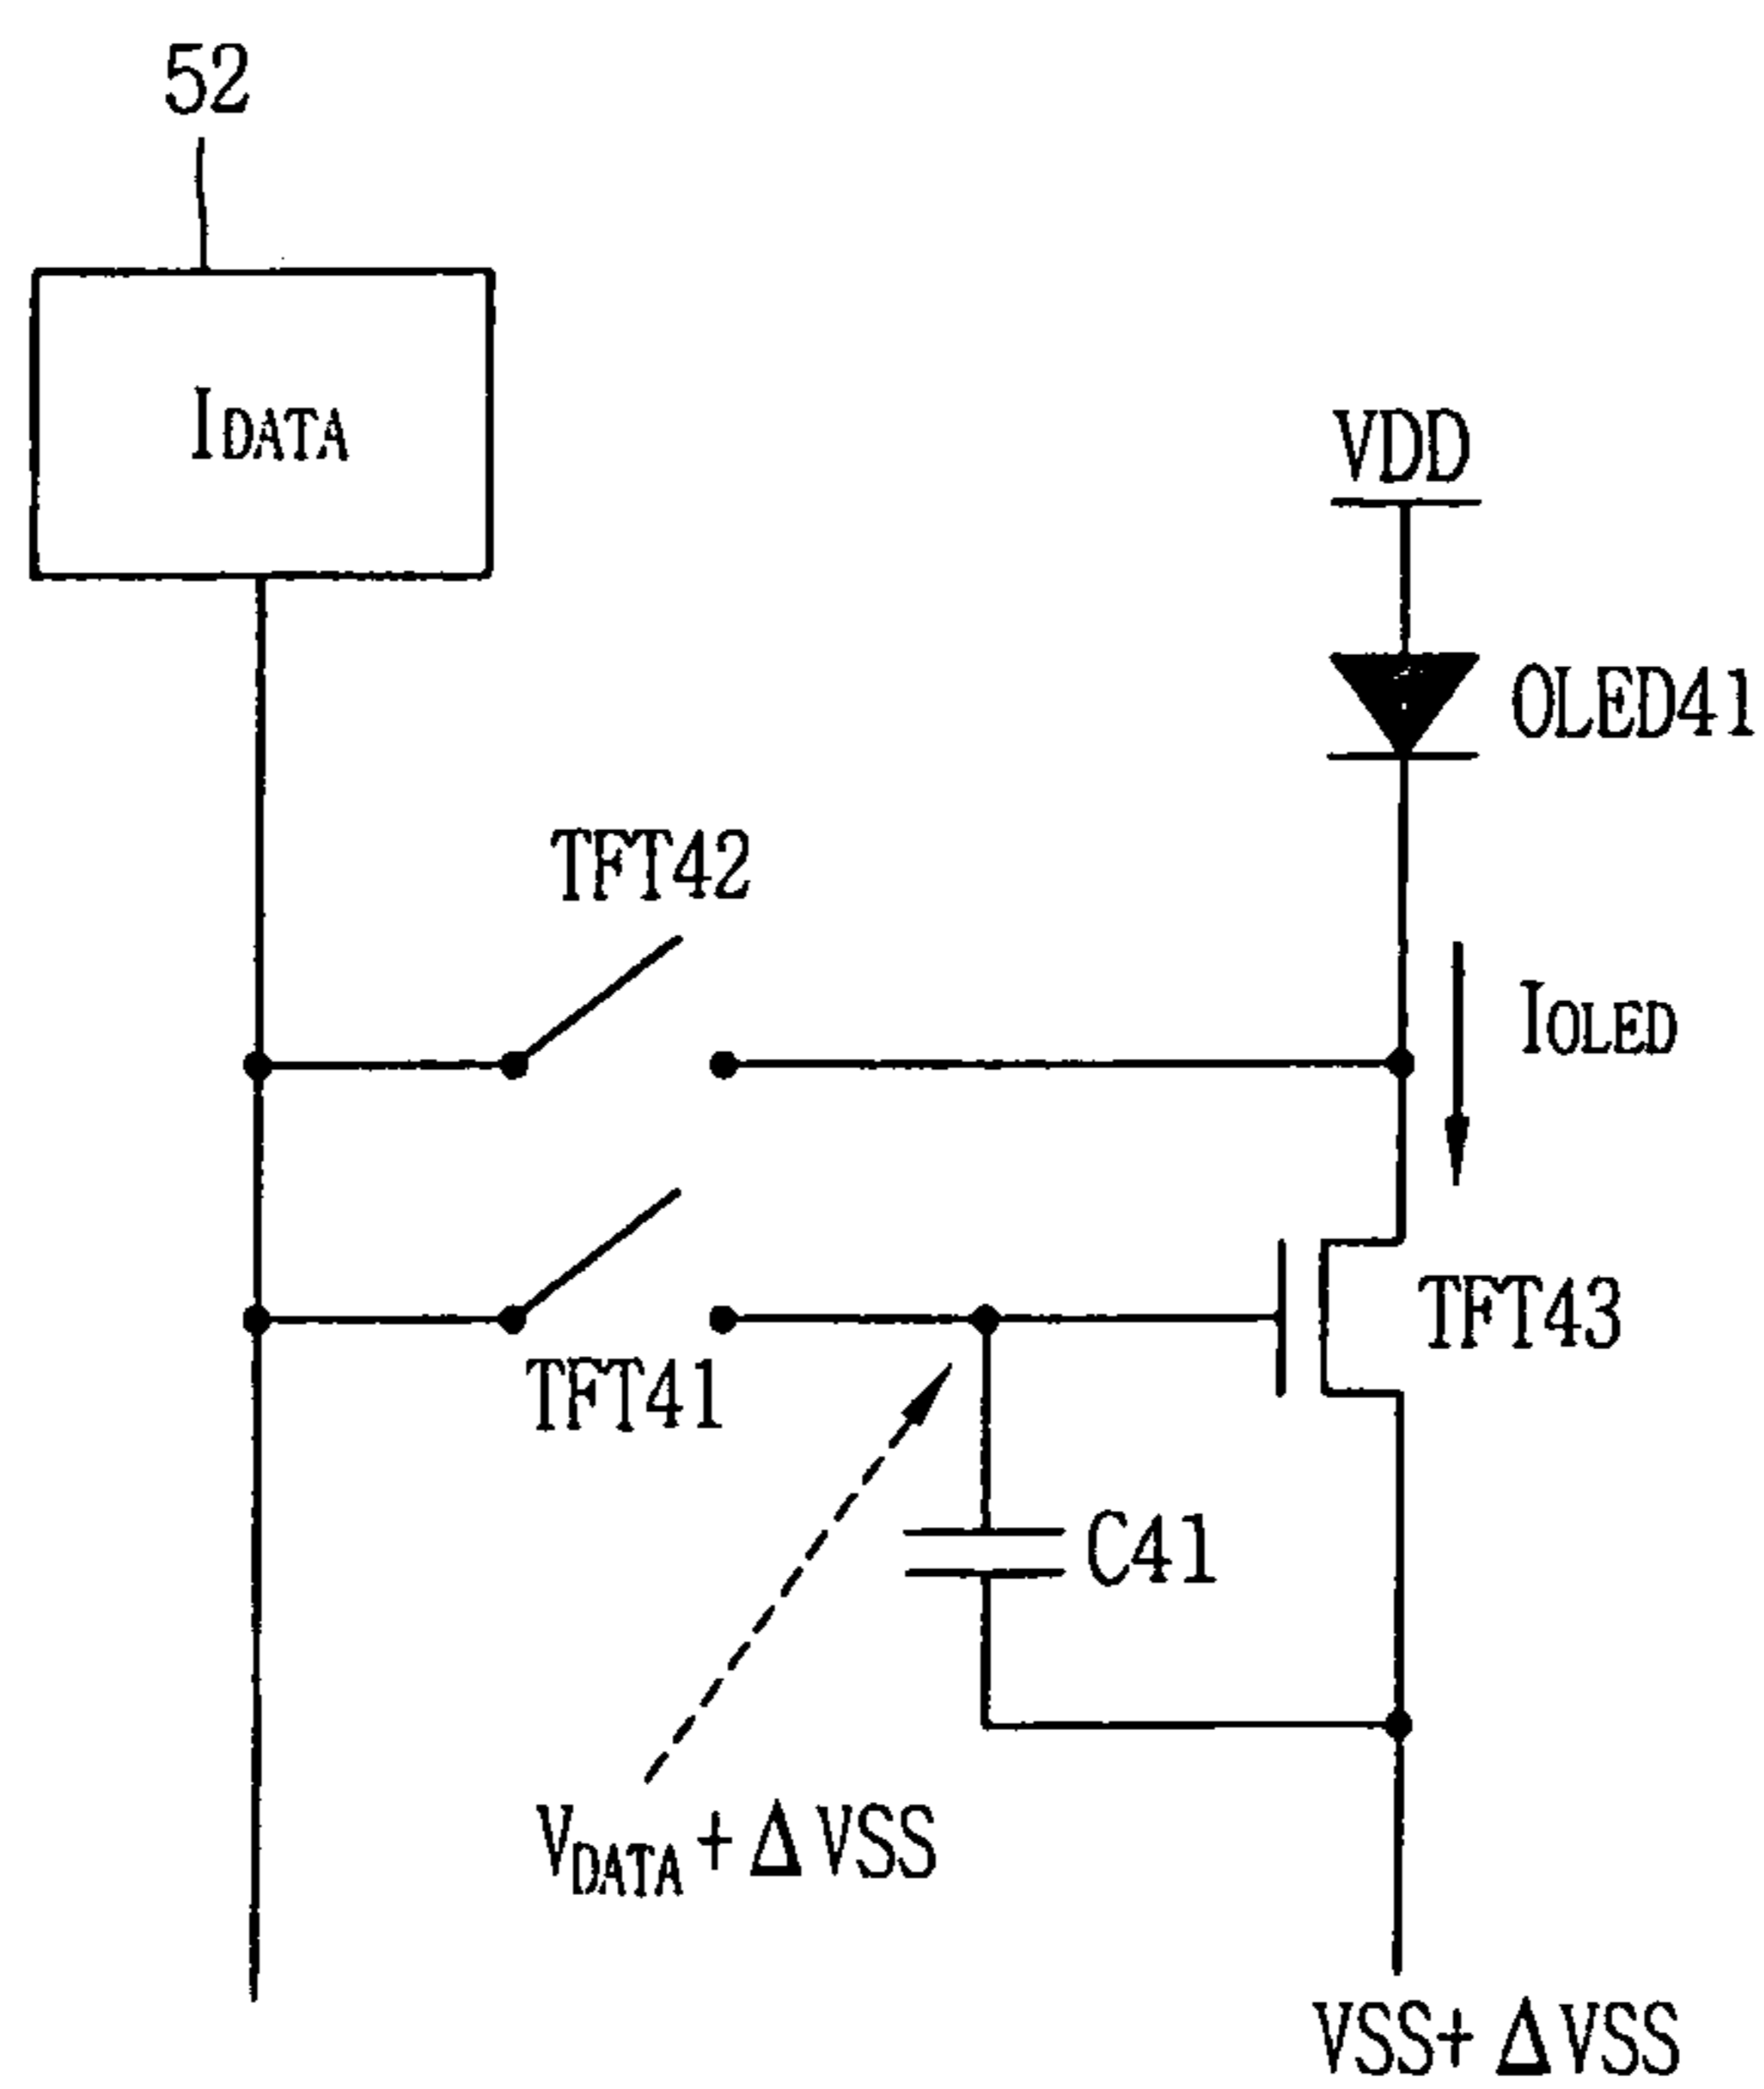 52
IDATA
VDD
OLED41
TFT42
IOLED
TFT43
TFT41
C41
VDATA+ΔVSS
VSS+ΔVSS